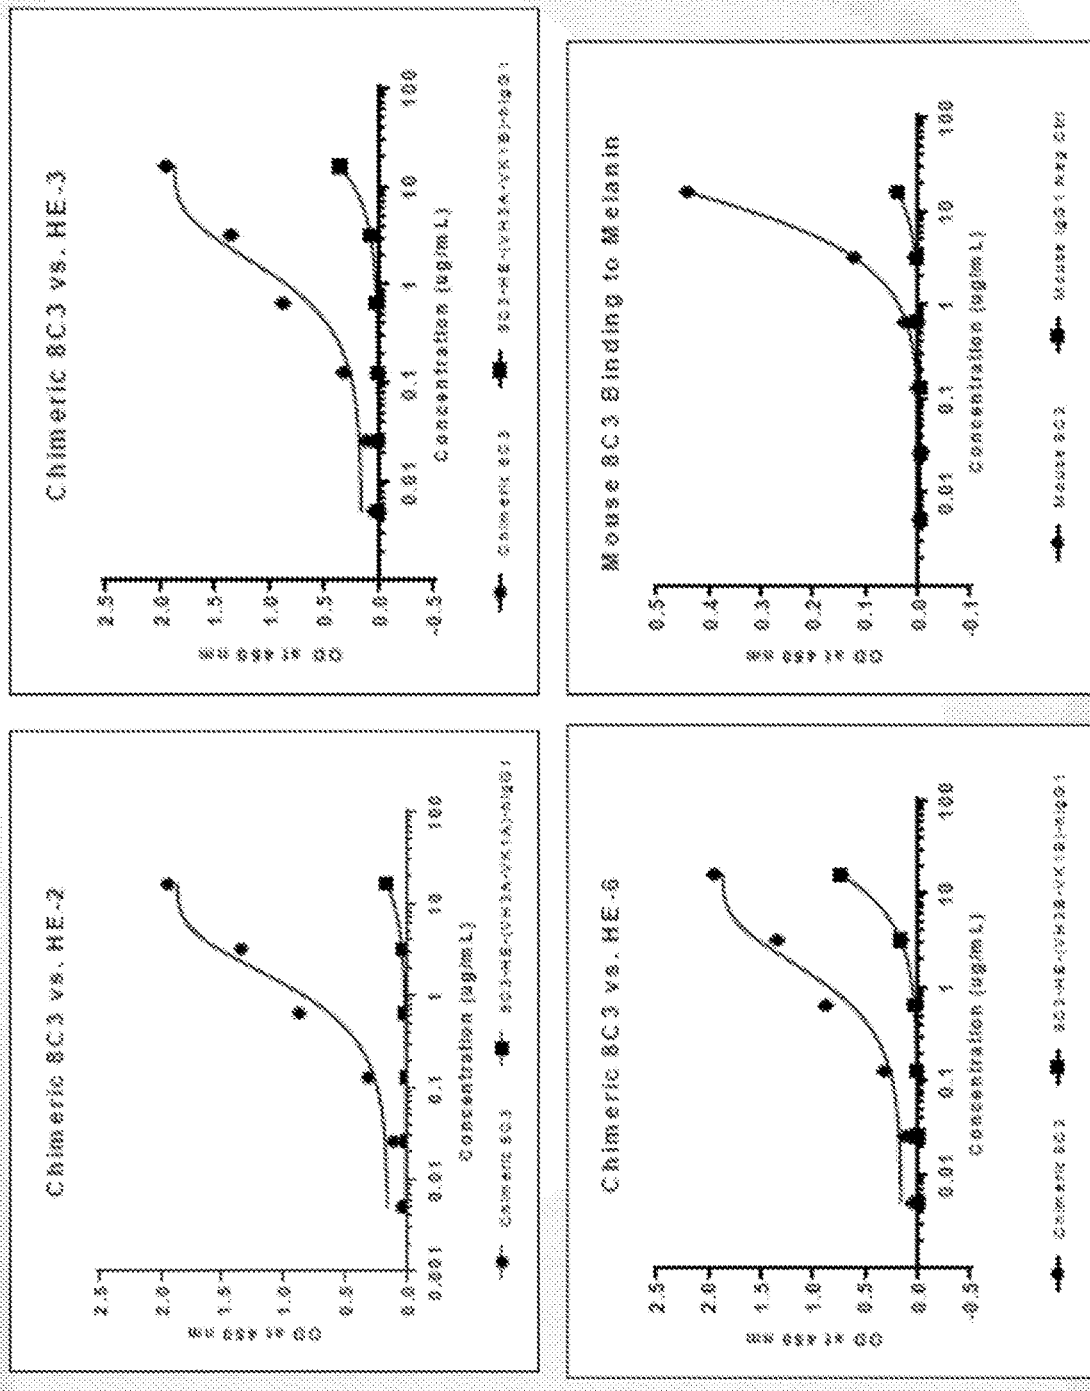 Chimeric 8C3 vs. HE-2
2.5
2.0
1.5
1.0
0.5
0.0
0.001
0.01
0.1
1
10
100
OD at 450 nm
Concentration (ug/mL)
Chimeric 8C3
Chimeric 8C3 vs. HE-3
2.5
2.0
1.5
1.0
0.5
0.0
-0.5
0.01
0.1
1
10
100
OD at 450 nm
Concentration (ug/mL)
Chimeric 8C3
Chimeric 8C3 vs. HE-6
2.5
2.0
1.5
1.0
0.5
0.0
-0.5
0.01
0.1
1
10
100
OD at 450 nm
Concentration (ug/mL)
Chimeric 8C3
Mouse 8C3 Binding to Melanin
0.5
0.4
0.3
0.2
0.1
0.0
-0.1
0.01
0.1
1
10
100
OD at 450 nm
Concentration (ug/mL)
Mouse 8C3
Mouse IgG1 Neg Ctrl